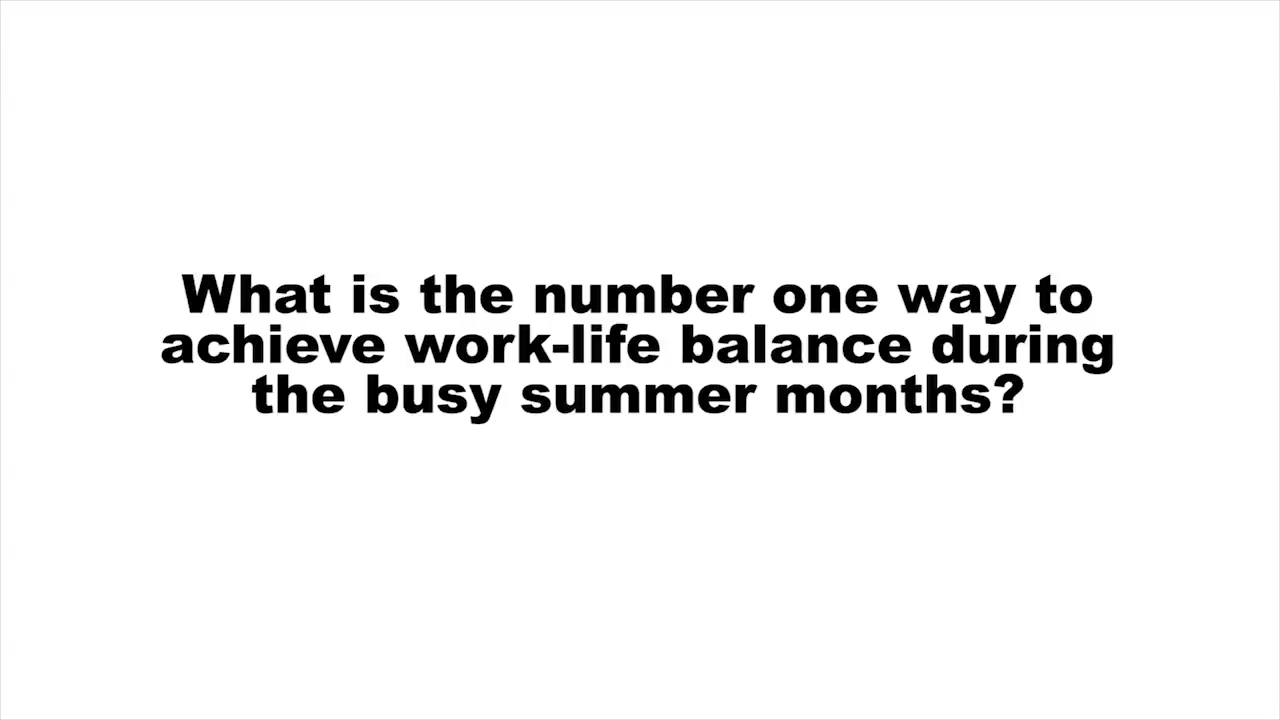 What is the number one way to
achieve work-life balance during
the busy summer months?